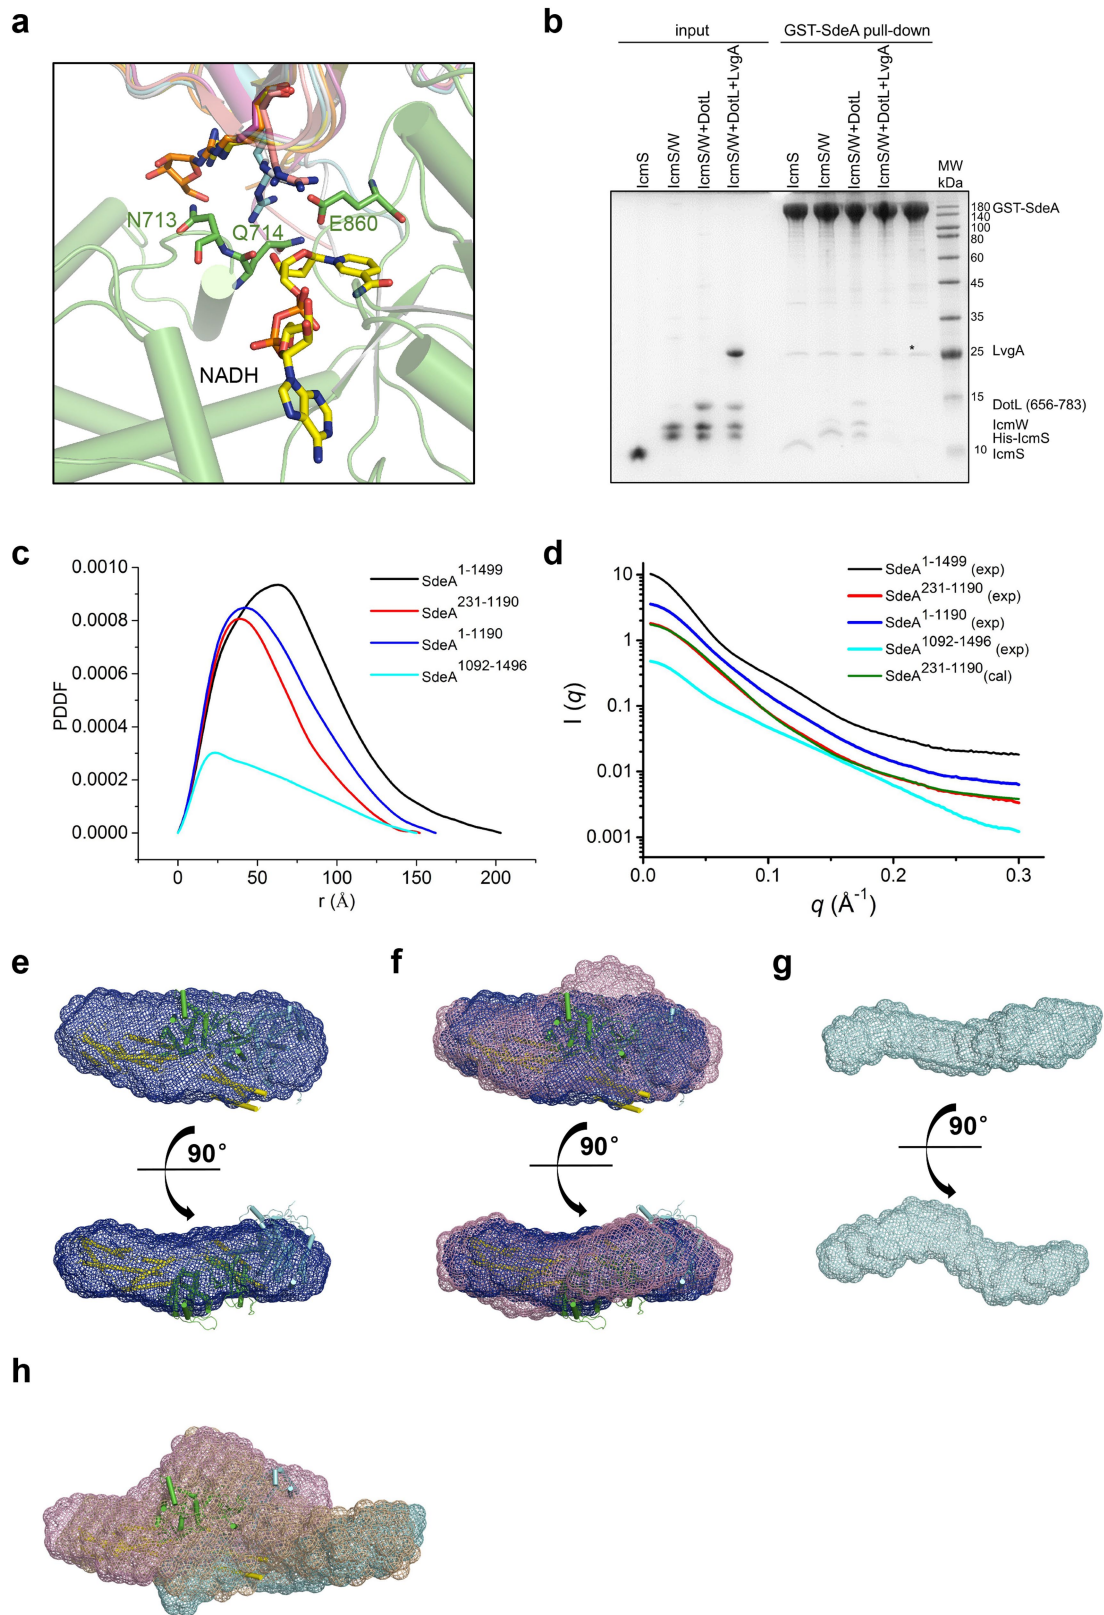 a
N713
Q714
E860
NADH
b
input
GST-SdeA pull-down
IcmS
IcmS/W
IcmS/W+DotL
IcmS/W+DotL+LvgA
IcmS
IcmS/W
IcmS/W+DotL
IcmS/W+DotL+LvgA
MW
kDa
180
140
100
80
60
45
35
25
15
10
GST-SdeA
*
LvgA
DotL (656-783)
IcmW
His-IcmS
IcmS
c
0.0010
0.0008
0.0006
0.0004
0.0002
0.0000
PDDF
0
50
100
150
200
r (Å)
SdeA1-1499
SdeA231-1190
SdeA1-1190
SdeA1092-1496
d
10
1
0.1
0.01
0.001
I (q)
0.0
0.1
0.2
0.3
q (Å-1)
SdeA1-1499 (exp)
SdeA231-1190 (exp)
SdeA1-1190 (exp)
SdeA1092-1496 (exp)
SdeA231-1190 (cal)
e
90°
f
90°
g
90°
h